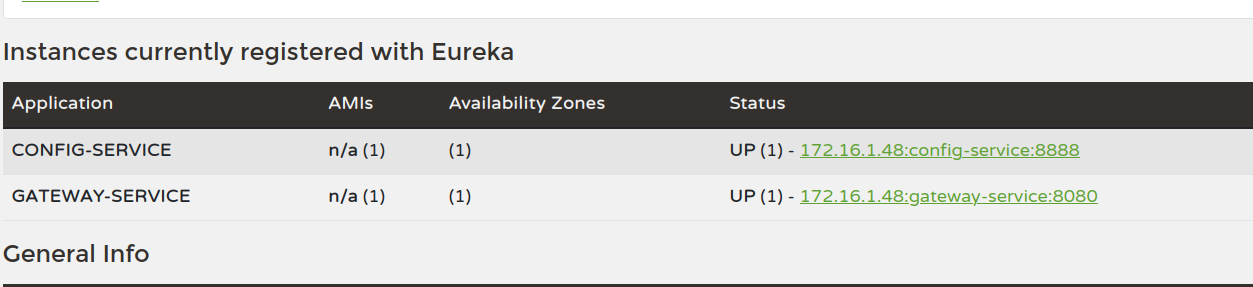 Instances currently registered with Eureka
Application AMIs Availability Zones Status
CONFIG-SERVICE n/a (1) (1) UP (1) - 172.16.1.48:config-service:8888
GATEWAY-SERVICE n/a (1) (1) UP (1) - 172.16.1.48:gateway-service:8080
General Info